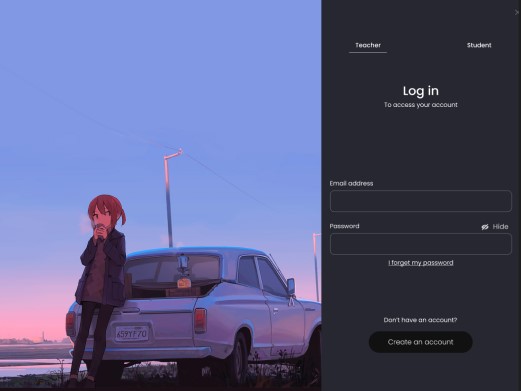 Teacher
Student
Log in
To access your account
Email address
Password
Hide
I forget my password
Don't have an account?
Create an account